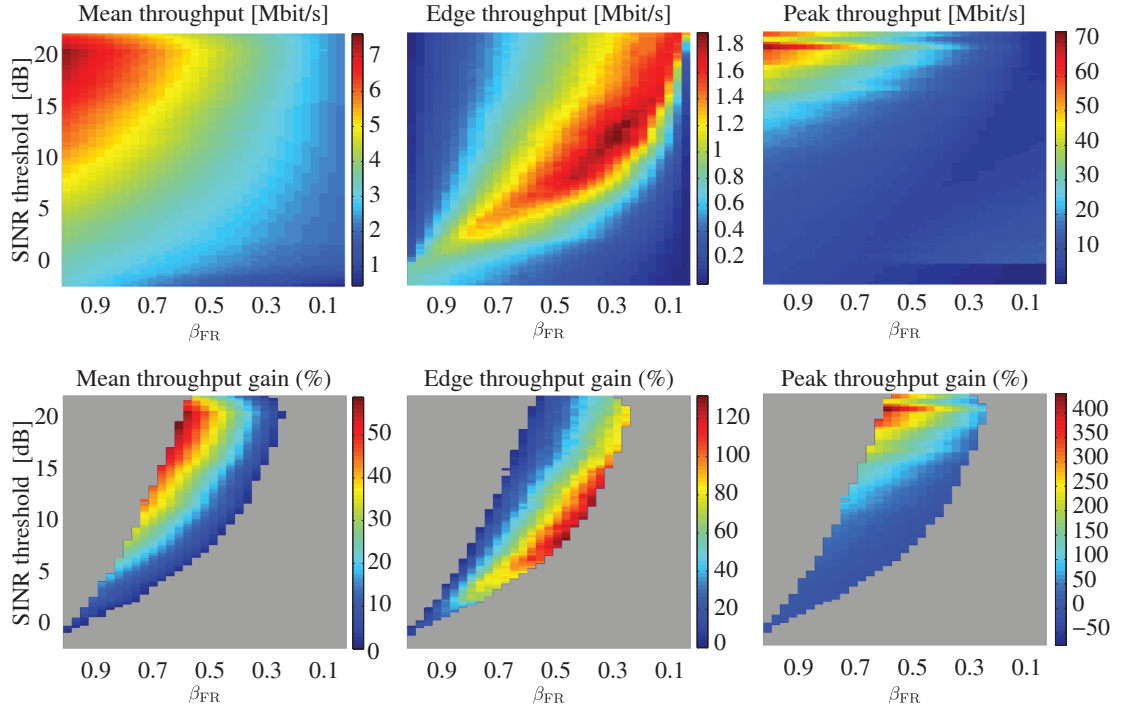 Mean throughput [Mbit/s]
Edge throughput [Mbit/s]
Peak throughput [Mbit/s]
SINR threshold [dB]
20
15
10
5
0
7
6
5
4
3
2
1
1.8
1.6
1.4
1.2
1
0.8
0.6
0.4
0.2
70
60
50
40
30
20
10
0.9 0.7 0.5 0.3 0.1
0.9 0.7 0.5 0.3 0.1
0.9 0.7 0.5 0.3 0.1
β_FR
β_FR
β_FR
Mean throughput gain (%)
Edge throughput gain (%)
Peak throughput gain (%)
SINR threshold [dB]
20
15
10
5
0
50
40
30
20
10
0
120
100
80
60
40
20
0
400
350
300
250
200
150
100
50
0
−50
0.9 0.7 0.5 0.3 0.1
0.9 0.7 0.5 0.3 0.1
0.9 0.7 0.5 0.3 0.1
β_FR
β_FR
β_FR